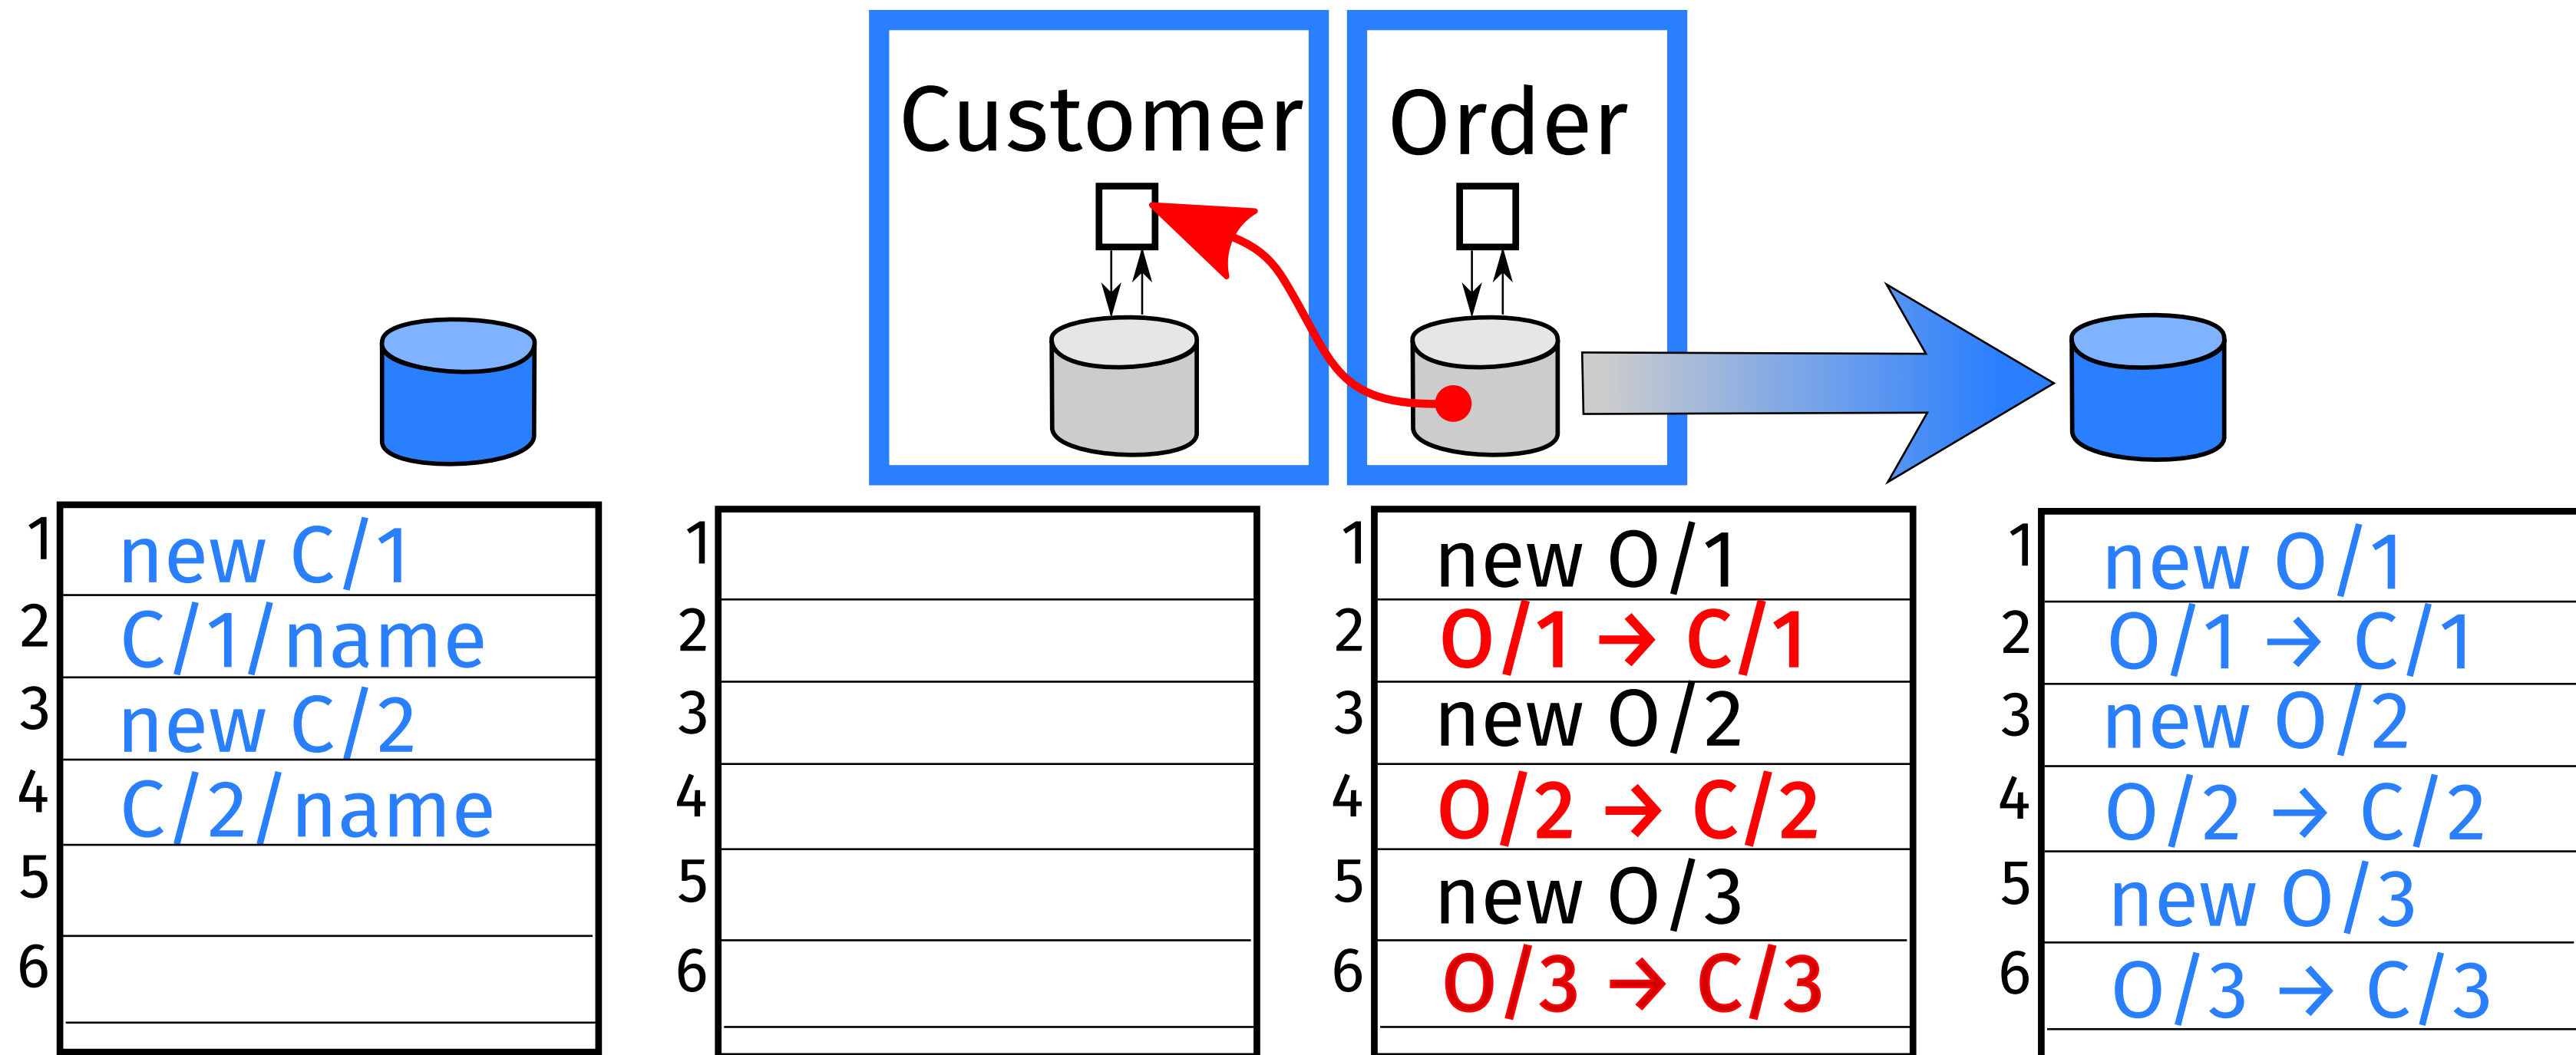 Customer
Order
1 new C/1
2 C/1/name
3 new C/2
4 C/2/name
5
6
1
2
3
4
5
6
1 new O/1
2 O/1 → C/1
3 new O/2
4 O/2 → C/2
5 new O/3
6 O/3 → C/3
1 new O/1
2 O/1 → C/1
3 new O/2
4 O/2 → C/2
5 new O/3
6 O/3 → C/3